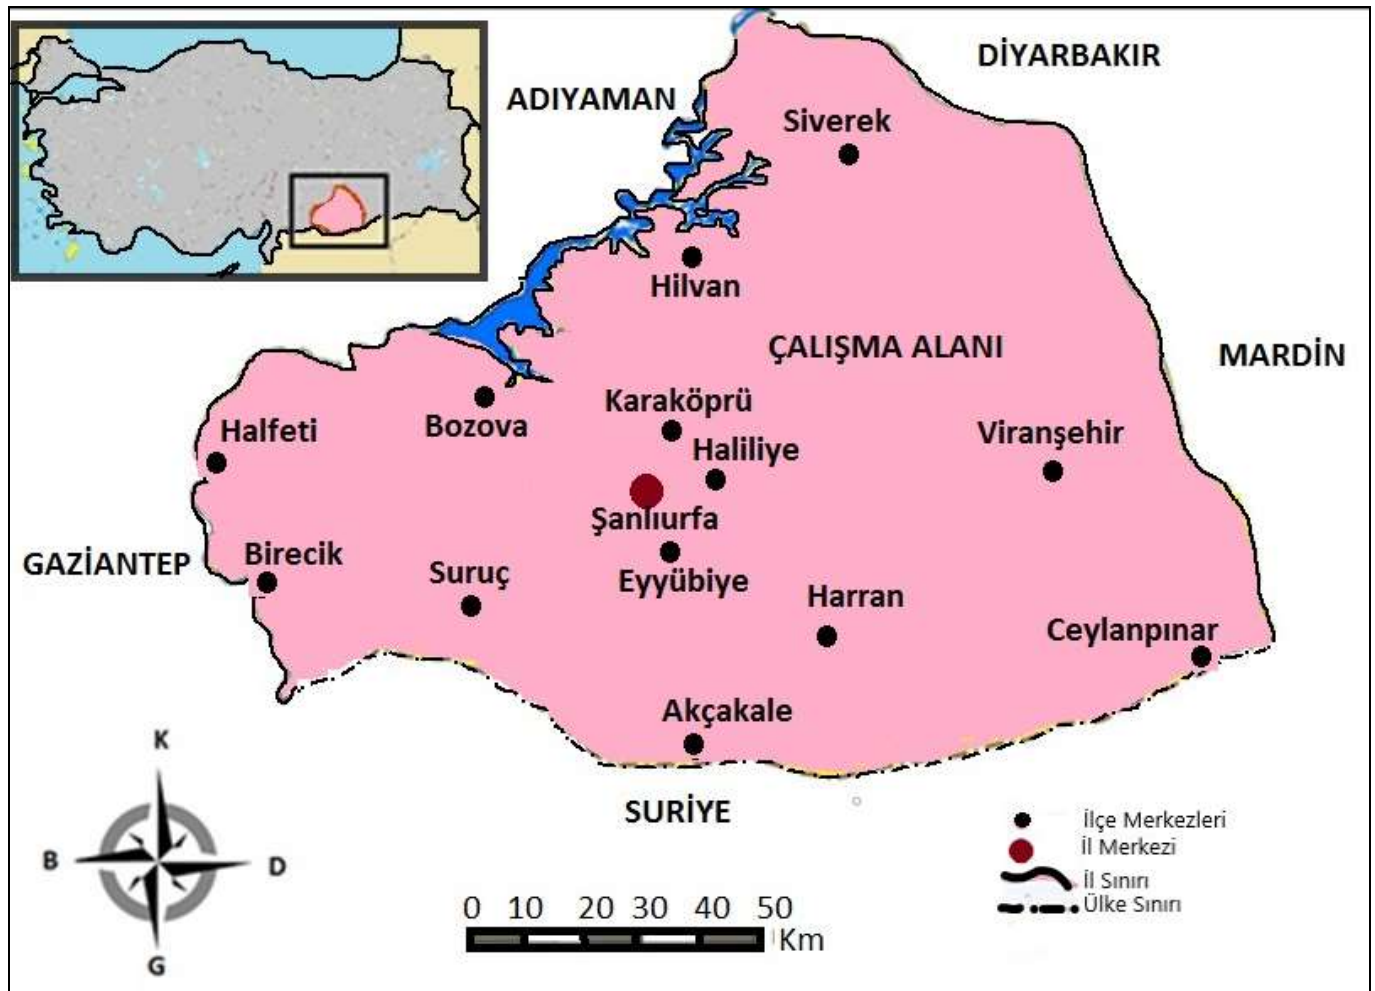 DİYARBAKIR
ADIYAMAN
Siverek
Hilvan
ÇALIŞMA ALANI
MARDİN
Karaköprü
Bozova
Halfeti
Haliliye
Viranşehir
Şanlıurfa
GAZİANTEP
Birecik
Suruç
Eyyübiye
Harran
Ceylanpınar
Akçakale
SURİYE
K
B
D
G
0 10 20 30 40 50
Km
İlçe Merkezleri
İl Merkezi
İl Sınırı
Ülke Sınırı